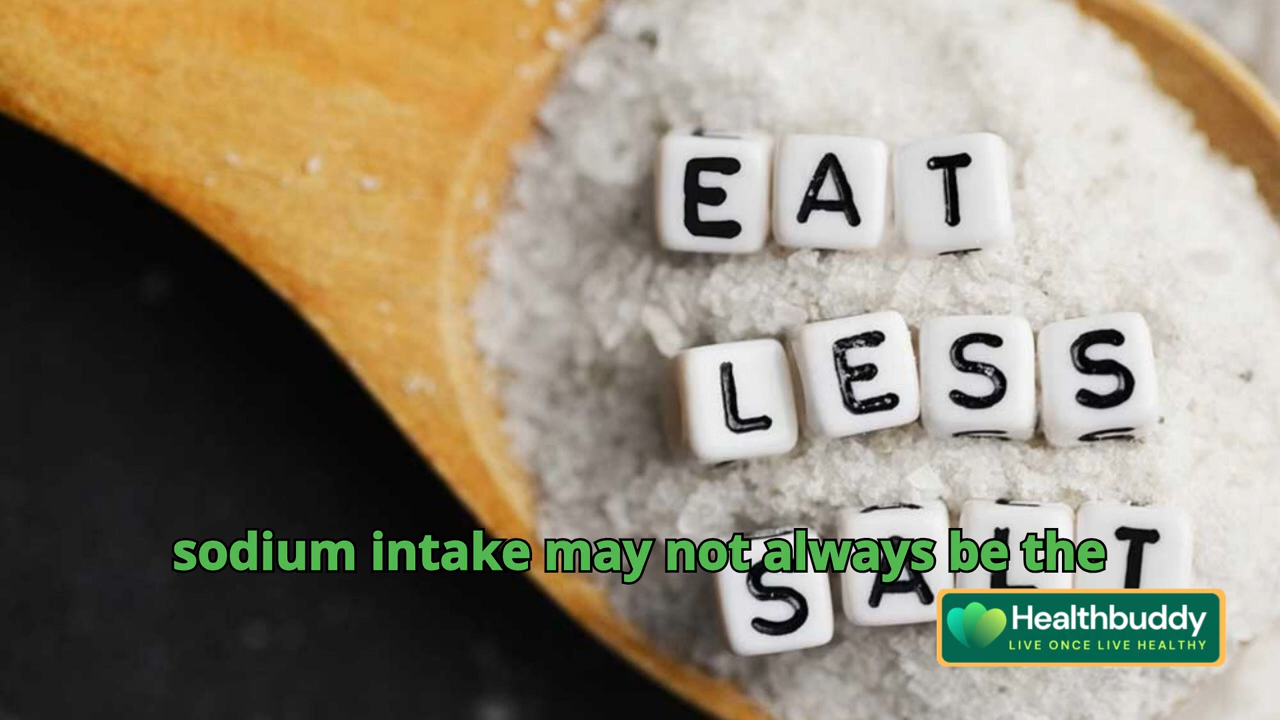 EAT
LESS
SALT
sodium intake may not always be the
Healthbuddy
LIVE ONCE LIVE HEALTHY